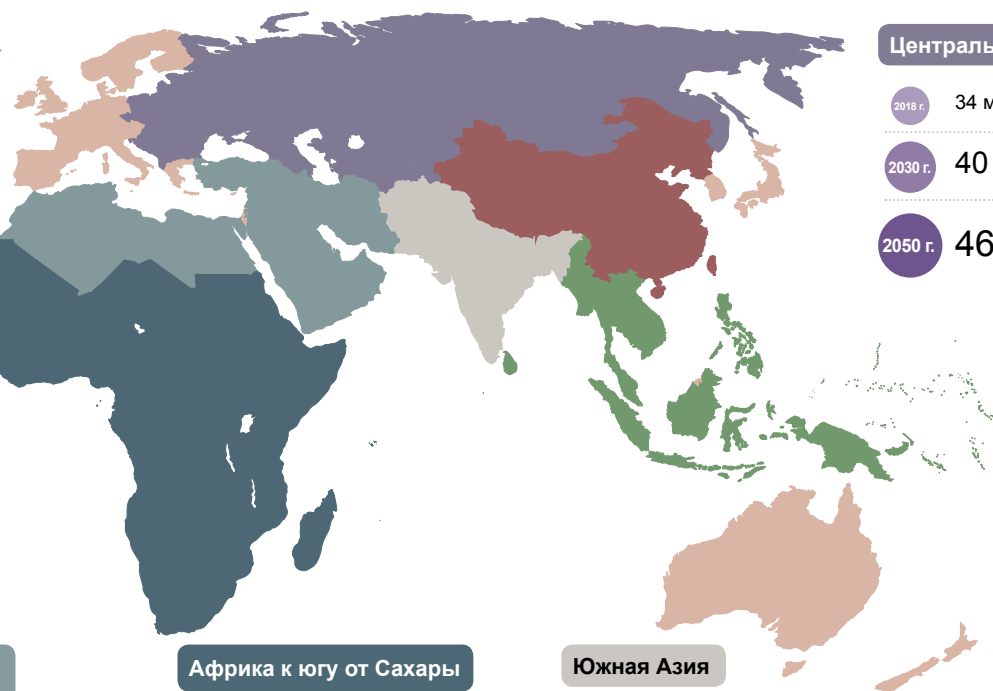 2018 г. 34
2030 г. 40
2050 г. 46
Африка к югу от Сахары
Южная Азия